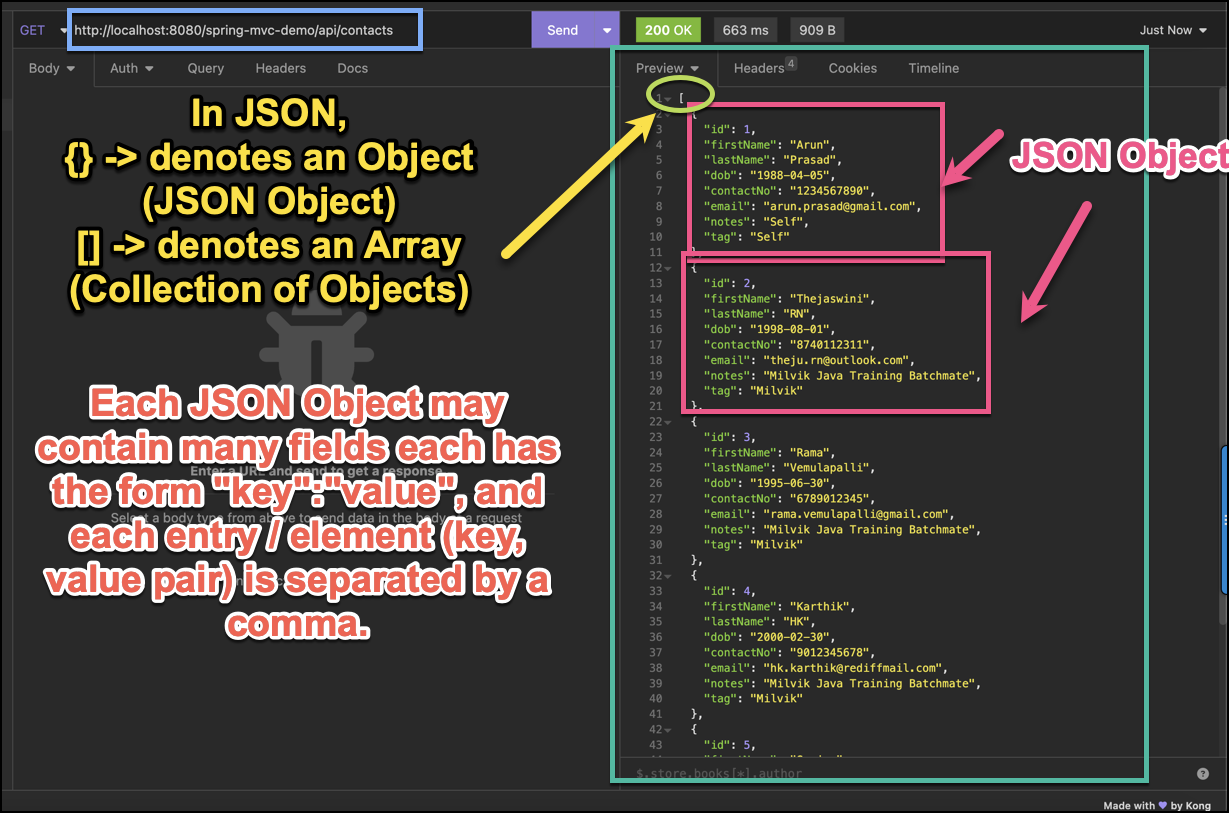 GET http://localhost:8080/spring-mvc-demo/api/contacts Send 200 OK 663 ms 909 B Just Now
Body Auth Query Headers Docs
In JSON,
{} -> denotes an Object
(JSON Object)
[] -> denotes an Array
(Collection of Objects)
Each JSON Object may
contain many fields each has
Enter a URL and send to get a response
the form "key":"value", and
Select a body type from above to send data in the body of a request
each entry / element (key,
value pair) is separated by a
comma.
Preview Headers 4 Cookies Timeline
JSON Object
1 [
2 {
3 "id": 1,
4 "firstName": "Arun",
5 "lastName": "Prasad",
6 "dob": "1988-04-05",
7 "contactNo": "1234567890",
8 "email": "arun.prasad@gmail.com",
9 "notes": "Self",
10 "tag": "Self"
11 },
12 {
13 "id": 2,
14 "firstName": "Thejaswini",
15 "lastName": "RN",
16 "dob": "1998-08-01",
17 "contactNo": "8740112311",
18 "email": "theju.rn@outlook.com",
19 "notes": "Milvik Java Training Batchmate",
20 "tag": "Milvik"
21 },
22 {
23 "id": 3,
24 "firstName": "Rama",
25 "lastName": "Vemulapalli",
26 "dob": "1995-06-30",
27 "contactNo": "6789012345",
28 "email": "rama.vemulapalli@gmail.com",
29 "notes": "Milvik Java Training Batchmate",
30 "tag": "Milvik"
31 },
32 {
33 "id": 4,
34 "firstName": "Karthik",
35 "lastName": "HK",
36 "dob": "2000-02-30",
37 "contactNo": "9012345678",
38 "email": "hk.karthik@rediffmail.com",
39 "notes": "Milvik Java Training Batchmate",
40 "tag": "Milvik"
41 },
42 {
43 "id": 5,
$.store.books[*].author
Made with by Kong